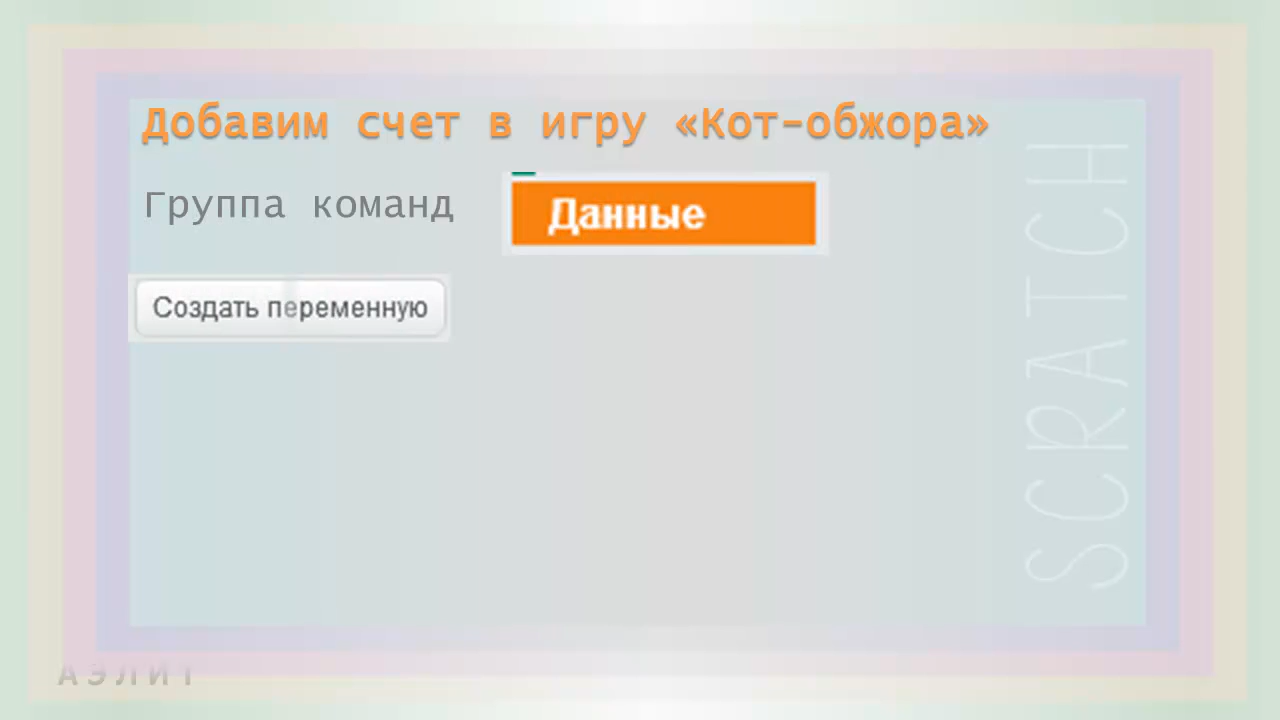 Добавим счет в игру «Кот-обжора»
Группа команд
Данные
Создать переменную
SCRATCH
АЭЛИТ